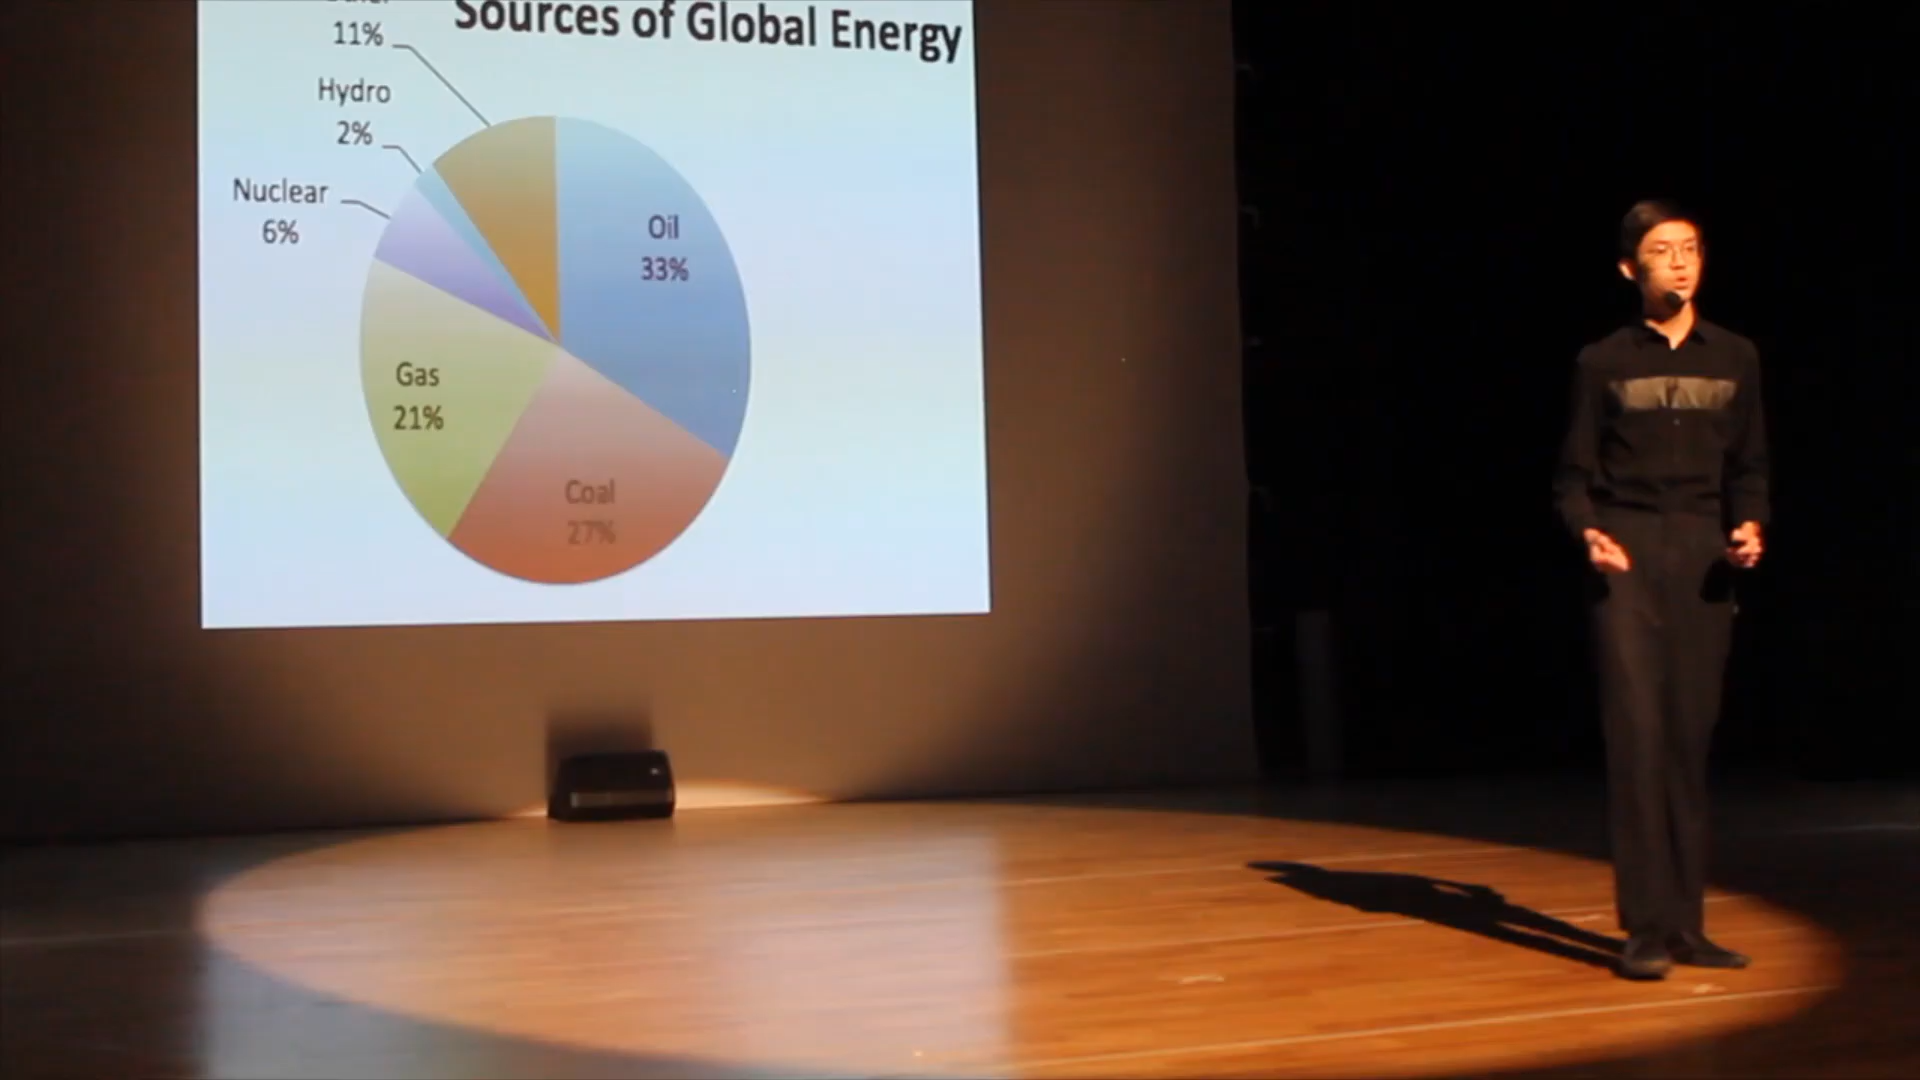 Sources of Global Energy
11%
Hydro
2%
Nuclear
6%
Oil
33%
Gas
21%
Coal
27%